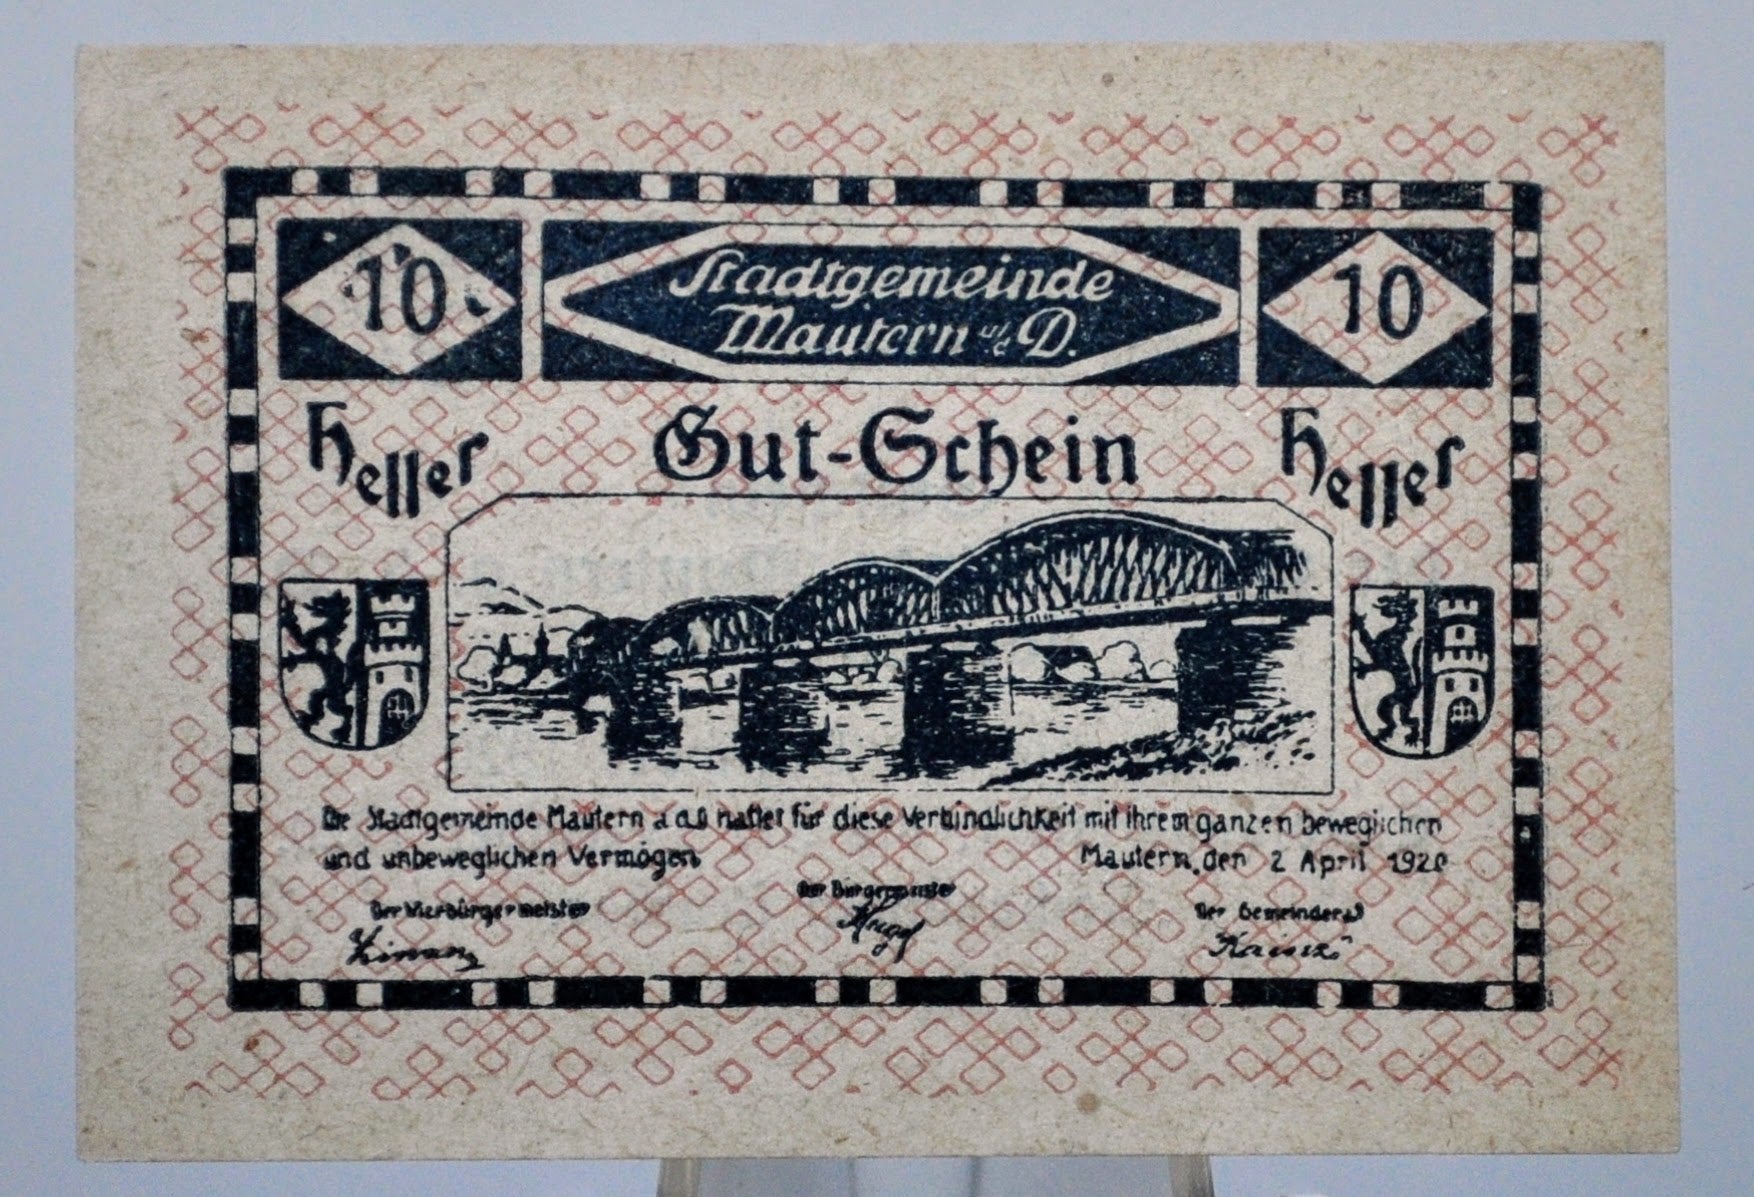 10
Stadtgemeinde
Mautern a/d D.
10
Heller
Gut-Schein
Heller
Die Stadtgemeinde Mautern a d D haftet für diese Verbindlichkeit mit ihrem ganzen beweglichen
und unbeweglichen Vermögen
Mautern, den 2 April 1920
Der Bürgermeister
Der Vizebürgermeister
Der Gemeinderat